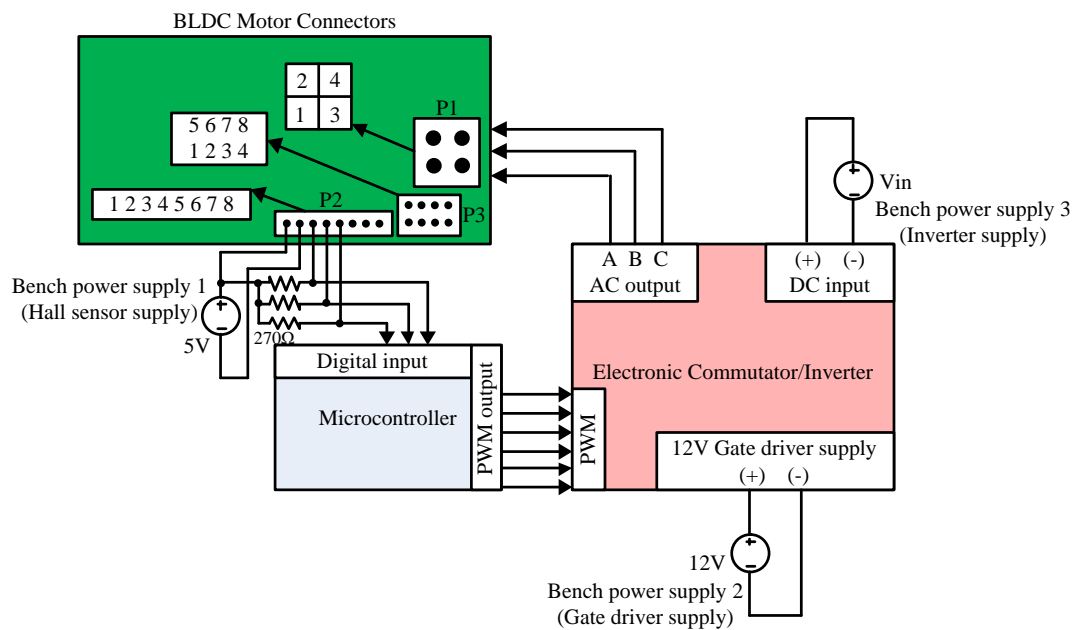 BLDC Motor Connectors
2 4
1 3
P1
5 6 7 8
1 2 3 4
1 2 3 4 5 6 7 8
P2
P3
Vin
Bench power supply 3
(Inverter supply)
A B C
AC output
(+) (-)
DC input
Bench power supply 1
(Hall sensor supply)
5V
270Ω
Digital input
Microcontroller
PWM output
PWM
Electronic Commutator/Inverter
12V Gate driver supply
(+) (-)
12V
Bench power supply 2
(Gate driver supply)